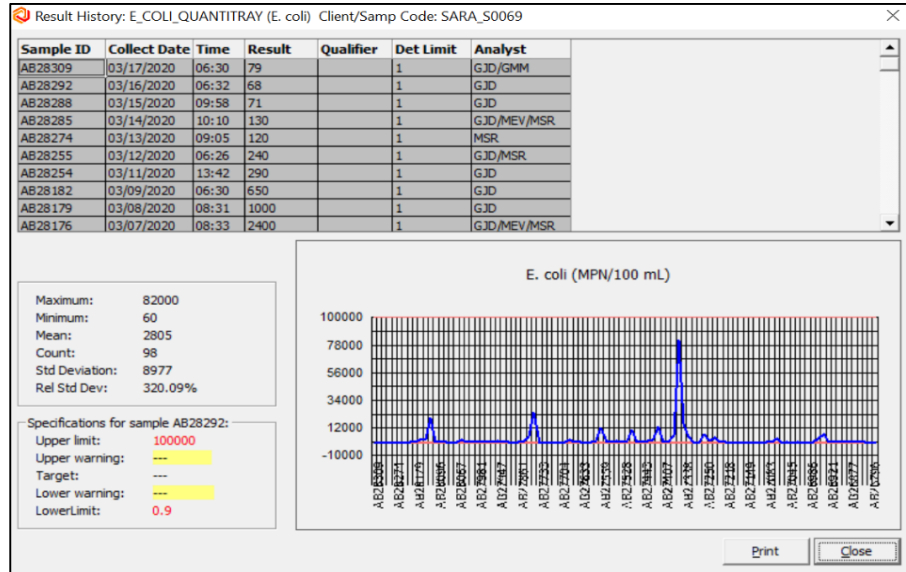 Result History: E_COLI_QUANTITRAY (E. coli) Client/Samp Code: SARA_S0069
Sample ID Collect Date Time Result Qualifier Det Limit Analyst
AB28309 03/17/2020 06:30 79 1 GJD/GMM
AB28292 03/16/2020 06:32 68 1 GJD
AB28288 03/15/2020 09:58 71 1 GJD
AB28285 03/14/2020 10:10 130 1 GJD/MEV/MSR
AB28274 03/13/2020 09:05 120 1 MSR
AB28255 03/12/2020 06:26 240 1 GJD/MSR
AB28254 03/11/2020 13:42 290 1 GJD
AB28182 03/09/2020 06:30 650 1 GJD
AB28179 03/08/2020 08:31 1000 1 GJD
AB28176 03/07/2020 08:33 2400 1 GJD/MEV/MSR
Maximum: 82000
Minimum: 60
Mean: 2805
Count: 98
Std Deviation: 8977
Rel Std Dev: 320.09%
Specifications for sample AB28292:
Upper limit: 100000
Upper warning: ---
Target: ---
Lower warning: ---
LowerLimit: 0.9
E. coli (MPN/100 mL)
100000
78000
56000
34000
12000
-10000
AB28309
Print Close